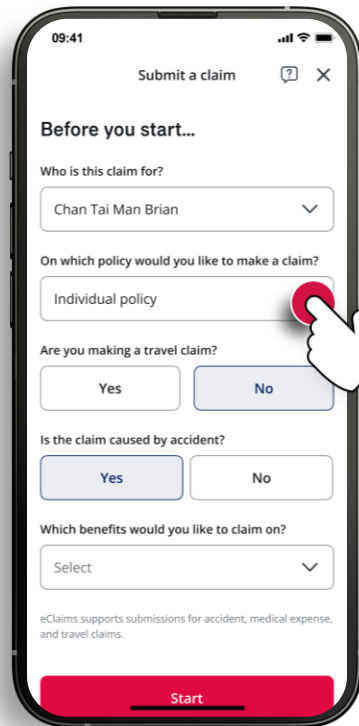 09:41
Submit a claim
Before you start...
Who is this claim for?
Chan Tai Man Brian
On which policy would you like to make a claim?
Individual policy
Are you making a travel claim?
Yes No
Is the claim caused by accident?
Yes No
Which benefits would you like to claim on?
Select
eClaims supports submissions for accident, medical expense,
and travel claims.
Start